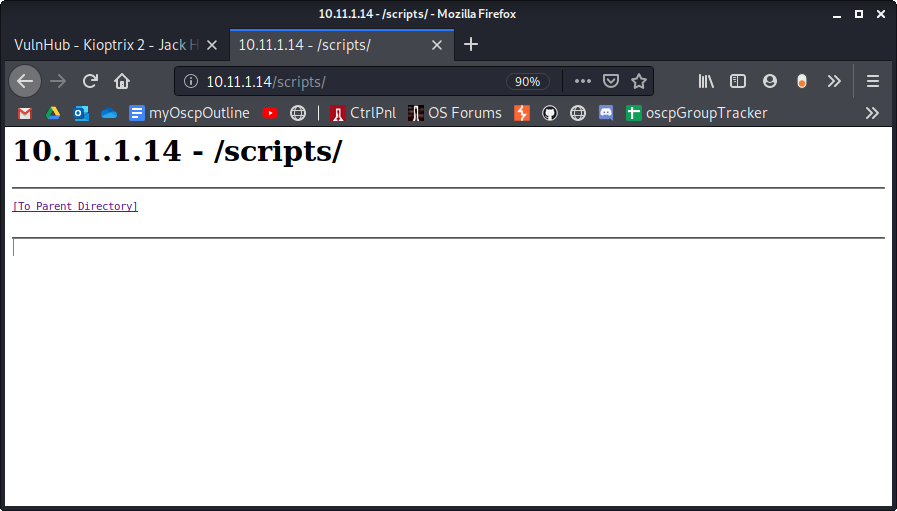 10.11.1.14 - /scripts/ - Mozilla Firefox
VulnHub - Kioptrix 2 - Jack H
10.11.1.14 - /scripts/
10.11.1.14/scripts/
90%
myOscpOutline
CtrlPnl
OS Forums
oscpGroupTracker
10.11.1.14 - /scripts/
[To Parent Directory]